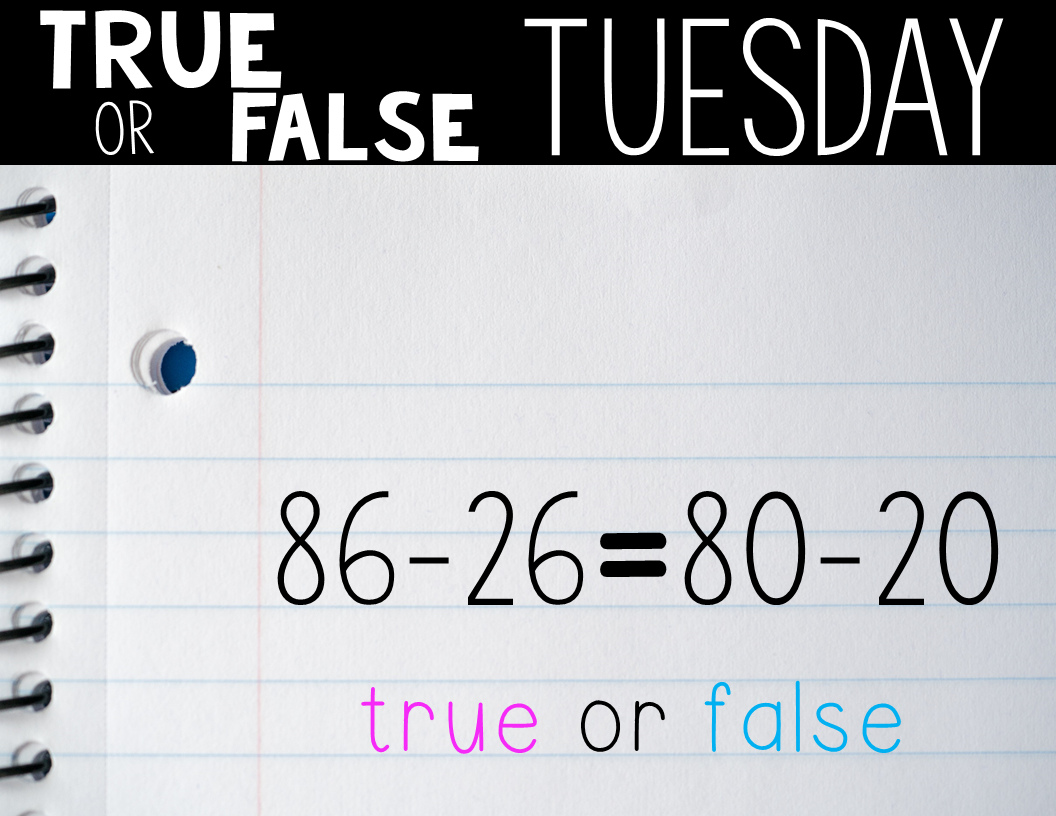 TRUE
OR FALSE
TUESDAY
86-26=80-20
true or false